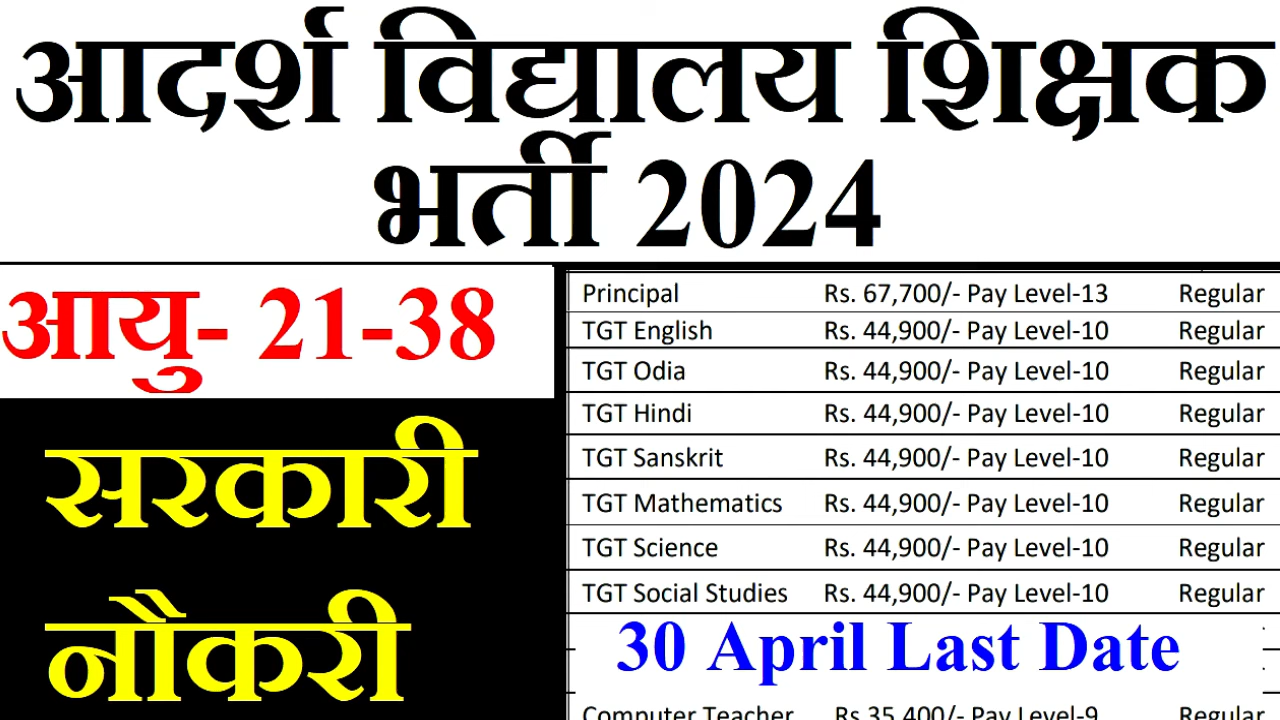 आदर्श विद्यालय शिक्षक
भर्ती 2024
आयु- 21-38
सरकारी
नौकरी
Principal Rs. 67,700/- Pay Level-13 Regular
TGT English Rs. 44,900/- Pay Level-10 Regular
TGT Odia Rs. 44,900/- Pay Level-10 Regular
TGT Hindi Rs. 44,900/- Pay Level-10 Regular
TGT Sanskrit Rs. 44,900/- Pay Level-10 Regular
TGT Mathematics Rs. 44,900/- Pay Level-10 Regular
TGT Science Rs. 44,900/- Pay Level-10 Regular
TGT Social Studies Rs. 44,900/- Pay Level-10 Regular
30 April Last Date
Computer Teacher Rs 35,400/- Pay Level-9 Regular